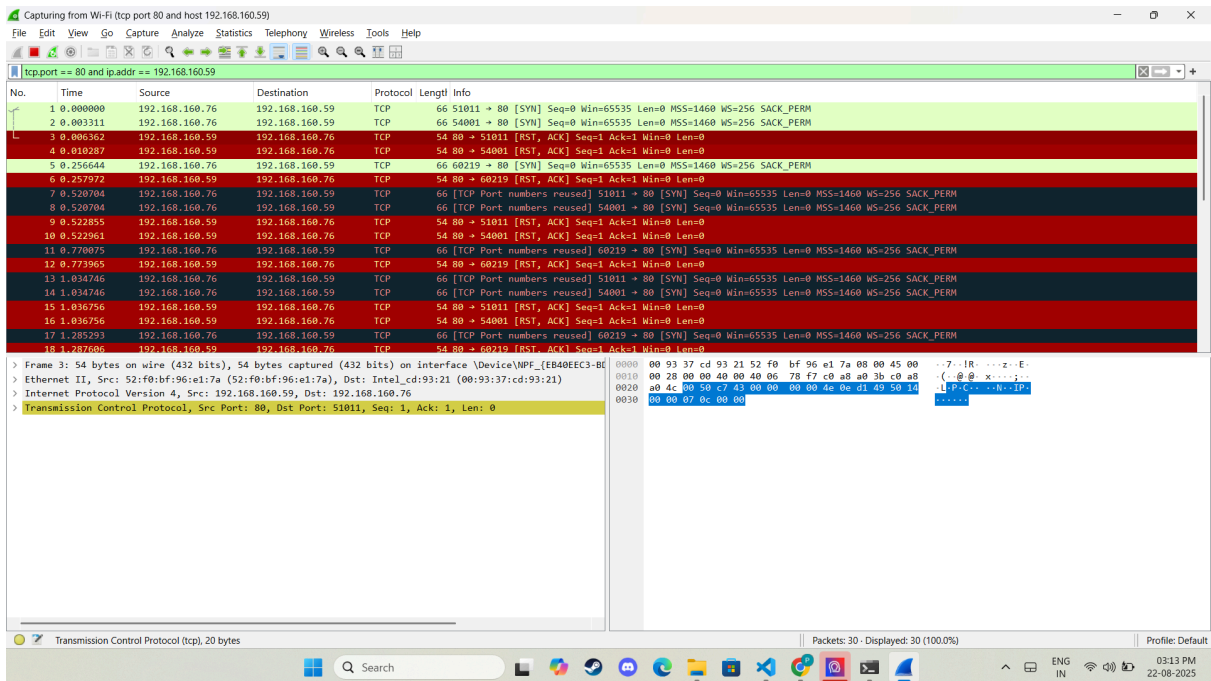 Capturing from Wi-Fi (tcp port 80 and host 192.168.160.59)
File Edit View Go Capture Analyze Statistics Telephony Wireless Tools Help
tcp.port == 80 and ip.addr == 192.168.160.59
No. Time Source Destination Protocol Length Info
1 0.000000 192.168.160.76 192.168.160.59 TCP 66 51011 → 80 [SYN] Seq=0 Win=65535 Len=0 MSS=1460 WS=256 SACK_PERM
2 0.003311 192.168.160.76 192.168.160.59 TCP 66 54001 → 80 [SYN] Seq=0 Win=65535 Len=0 MSS=1460 WS=256 SACK_PERM
3 0.006362 192.168.160.59 192.168.160.76 TCP 54 80 → 51011 [RST, ACK] Seq=1 Ack=1 Win=0 Len=0
4 0.010287 192.168.160.59 192.168.160.76 TCP 54 80 → 54001 [RST, ACK] Seq=1 Ack=1 Win=0 Len=0
5 0.256644 192.168.160.76 192.168.160.59 TCP 66 60219 → 80 [SYN] Seq=0 Win=65535 Len=0 MSS=1460 WS=256 SACK_PERM
6 0.257972 192.168.160.59 192.168.160.76 TCP 54 80 → 60219 [RST, ACK] Seq=1 Ack=1 Win=0 Len=0
7 0.520704 192.168.160.76 192.168.160.59 TCP 66 [TCP Port numbers reused] 51011 → 80 [SYN] Seq=0 Win=65535 Len=0 MSS=1460 WS=256 SACK_PERM
8 0.520704 192.168.160.76 192.168.160.59 TCP 66 [TCP Port numbers reused] 54001 → 80 [SYN] Seq=0 Win=65535 Len=0 MSS=1460 WS=256 SACK_PERM
9 0.522855 192.168.160.59 192.168.160.76 TCP 54 80 → 51011 [RST, ACK] Seq=1 Ack=1 Win=0 Len=0
10 0.522961 192.168.160.59 192.168.160.76 TCP 54 80 → 54001 [RST, ACK] Seq=1 Ack=1 Win=0 Len=0
11 0.770075 192.168.160.76 192.168.160.59 TCP 66 [TCP Port numbers reused] 60219 → 80 [SYN] Seq=0 Win=65535 Len=0 MSS=1460 WS=256 SACK_PERM
12 0.773965 192.168.160.59 192.168.160.76 TCP 54 80 → 60219 [RST, ACK] Seq=1 Ack=1 Win=0 Len=0
13 1.034746 192.168.160.76 192.168.160.59 TCP 66 [TCP Port numbers reused] 51011 → 80 [SYN] Seq=0 Win=65535 Len=0 MSS=1460 WS=256 SACK_PERM
14 1.034746 192.168.160.76 192.168.160.59 TCP 66 [TCP Port numbers reused] 54001 → 80 [SYN] Seq=0 Win=65535 Len=0 MSS=1460 WS=256 SACK_PERM
15 1.036756 192.168.160.59 192.168.160.76 TCP 54 80 → 51011 [RST, ACK] Seq=1 Ack=1 Win=0 Len=0
16 1.036756 192.168.160.59 192.168.160.76 TCP 54 80 → 54001 [RST, ACK] Seq=1 Ack=1 Win=0 Len=0
17 1.285293 192.168.160.76 192.168.160.59 TCP 66 [TCP Port numbers reused] 60219 → 80 [SYN] Seq=0 Win=65535 Len=0 MSS=1460 WS=256 SACK_PERM
18 1.287606 192.168.160.59 192.168.160.76 TCP 54 80 → 60219 [RST, ACK] Seq=1 Ack=1 Win=0 Len=0
Frame 3: 54 bytes on wire (432 bits), 54 bytes captured (432 bits) on interface \Device\NPF_{EB40EEC3-BD
Ethernet II, Src: 52:f0:bf:96:e1:7a (52:f0:bf:96:e1:7a), Dst: Intel_cd:93:21 (00:93:37:cd:93:21)
Internet Protocol Version 4, Src: 192.168.160.59, Dst: 192.168.160.76
Transmission Control Protocol, Src Port: 80, Dst Port: 51011, Seq: 1, Ack: 1, Len: 0
0000 00 93 37 cd 93 21 52 f0 bf 96 e1 7a 08 00 45 00 ··7··!R· ···z··E·
0010 00 28 00 00 40 00 40 06 78 f7 c0 a8 a0 3b c0 a8 ·(··@·@· x····;··
0020 a0 4c 00 50 c7 43 00 00 00 00 4e 0e d1 49 50 14 ·L·P·C·· ··N··IP·
0030 00 00 07 0c 00 00 ······
Transmission Control Protocol (tcp), 20 bytes
Packets: 30 · Displayed: 30 (100.0%)
Profile: Default
Search
ENG
IN
03:13 PM
22-08-2025